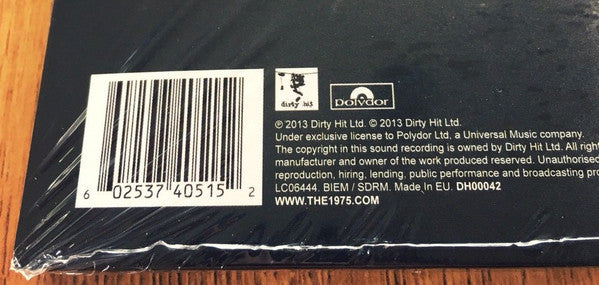 dirty hit
polydor
℗ 2013 Dirty Hit Ltd. © 2013 Dirty Hit Ltd.
Under exclusive license to Polydor Ltd, a Universal Music company.
The copyright in this sound recording is owned by Dirty Hit Ltd. All
manufacturer and owner of the work produced reserved. Unauthorised
reproduction, hiring, lending, public performance and broadcasting
LC06444. BIEM / SDRM. Made In EU. DH00042
WWW.THE1975.COM
6 02537 40515 2